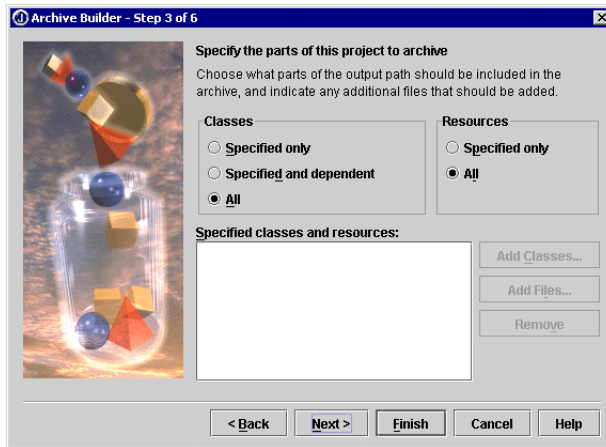 Archive Builder - Step 3 of 6
Specify the parts of this project to archive
Choose what parts of the output path should be included in the
archive, and indicate any additional files that should be added.
Classes
Specified only
Specified and dependent
All
Resources
Specified only
All
Specified classes and resources:
Add Classes...
Add Files...
Remove
< Back
Next >
Finish
Cancel
Help